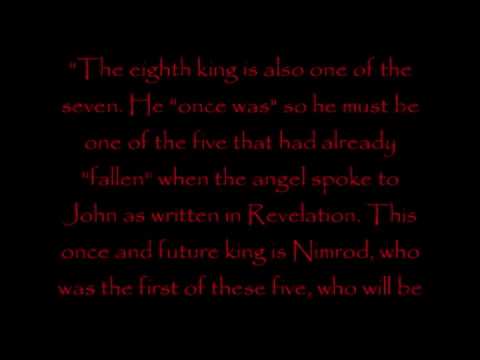 "The eighth king is also one of the
seven. He "once was" so he must be
one of the five that had already
"fallen" when the angel spoke to
John as written in Revelation. This
once and future king is Nimrod, who
was the first of these five, who will be